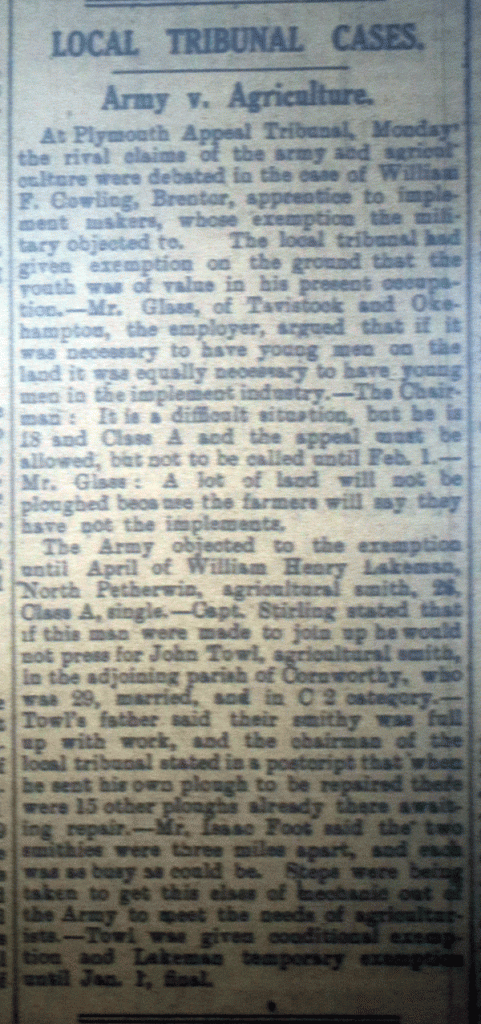 LOCAL TRIBUNAL CASES.
Army v. Agriculture.
At Plymouth Appeal Tribunal, Monday
the rival claims of the army and agricul-
culture were debated in the case of William
F. Cowling, Brentor, apprentice to imple-
ment makers, whose exemption the mili-
tary objected to. The local tribunal had
given exemption on the ground that the
youth was of value in his present occupa-
tion.—Mr. Glass, of Tavistock and Oke-
hampton, the employer, argued that if it
was necessary to have young men on the
land it was equally necessary to have young
men in the implement industry.—The Chair-
man: It is a difficult situation, but he is
18 and Class A and the appeal must be
allowed, but not to be called until Feb. 1.—
Mr. Glass: A lot of land will not be
ploughed because the farmers will say they
have not the implements.
The Army objected to the exemption
until April of William Henry Lakeman,
North Petherwin, agricultural smith,
Class A, single.—Capt. Stirling stated that
if this man were made to join up he would
not press for John Towl, agricultural smith,
in the adjoining parish of Cornworthy, who
was 29, married, and in C 2 category.—
Towl's father said their smithy was full
up with work, and the chairman of the
local tribunal stated in a postcript that when
he sent his own plough to be repaired there
were 15 other ploughs already there await-
ing repair.—Mr. Isaac Foot said the two
smithies were three miles apart, and each
was as busy as could be. Steps were being
taken to get this class of mechanic out of
the Army to meet the needs of agricultur-
ists.—Towl was given conditional exemp-
tion and Lakeman temporary exemption
until Jan. 1, final.